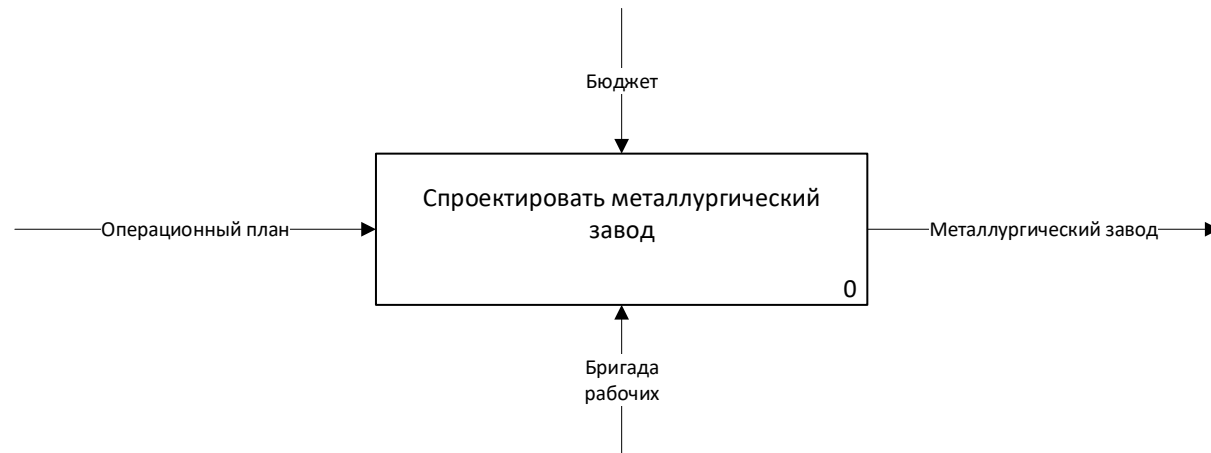 Бюджет
Спроектировать металлургический
завод
Операционный план
Металлургический завод
0
Бригада
рабочих